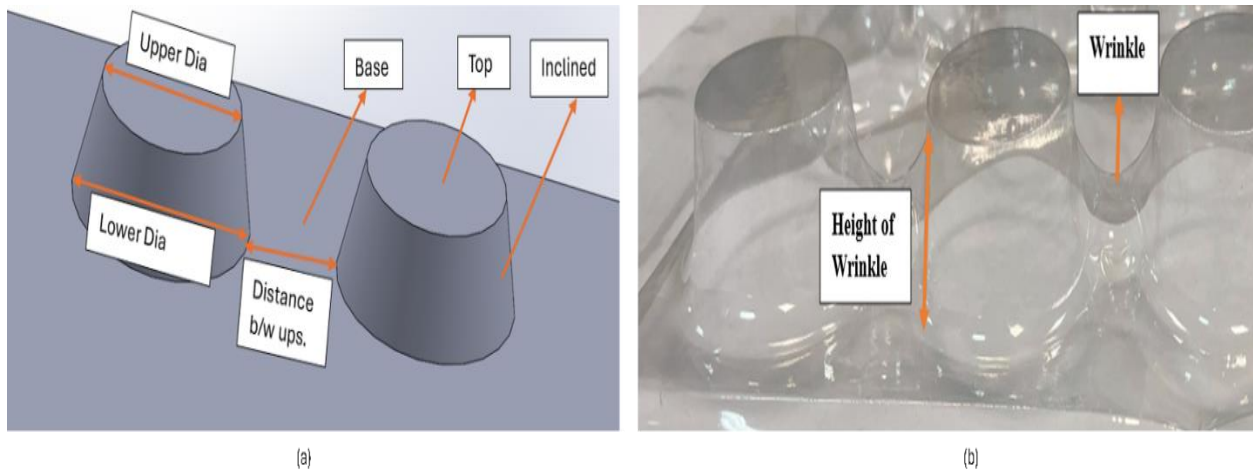 Upper Dia
Base
Top
Inclined
Lower Dia
Distance
b/w ups.
(a)
Wrinkle
Height of
Wrinkle
(b)